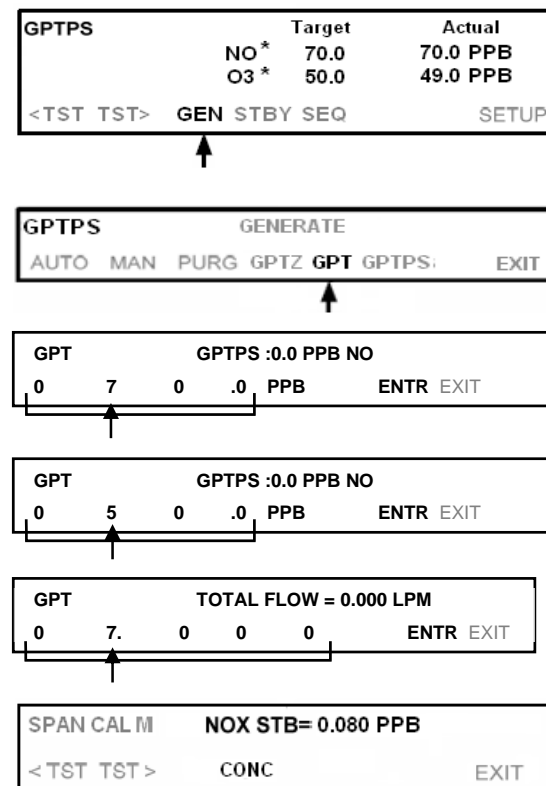 GPTPS Target Actual
NO* 70.0 70.0 PPB
O3 * 50.0 49.0 PPB
<TST TST> GEN STBY SEQ SETUP
GPTPS GENERATE
AUTO MAN PURG GPTZ GPT GPTPS EXIT
GPT GPTPS :0.0 PPB NO
0 7 0 .0 PPB ENTR EXIT
GPT GPTPS :0.0 PPB NO
0 5 0 .0 PPB ENTR EXIT
GPT TOTAL FLOW = 0.000 LPM
0 7. 0 0 0 ENTR EXIT
SPAN CAL M NOX STB= 0.080 PPB
< TST TST > CONC EXIT